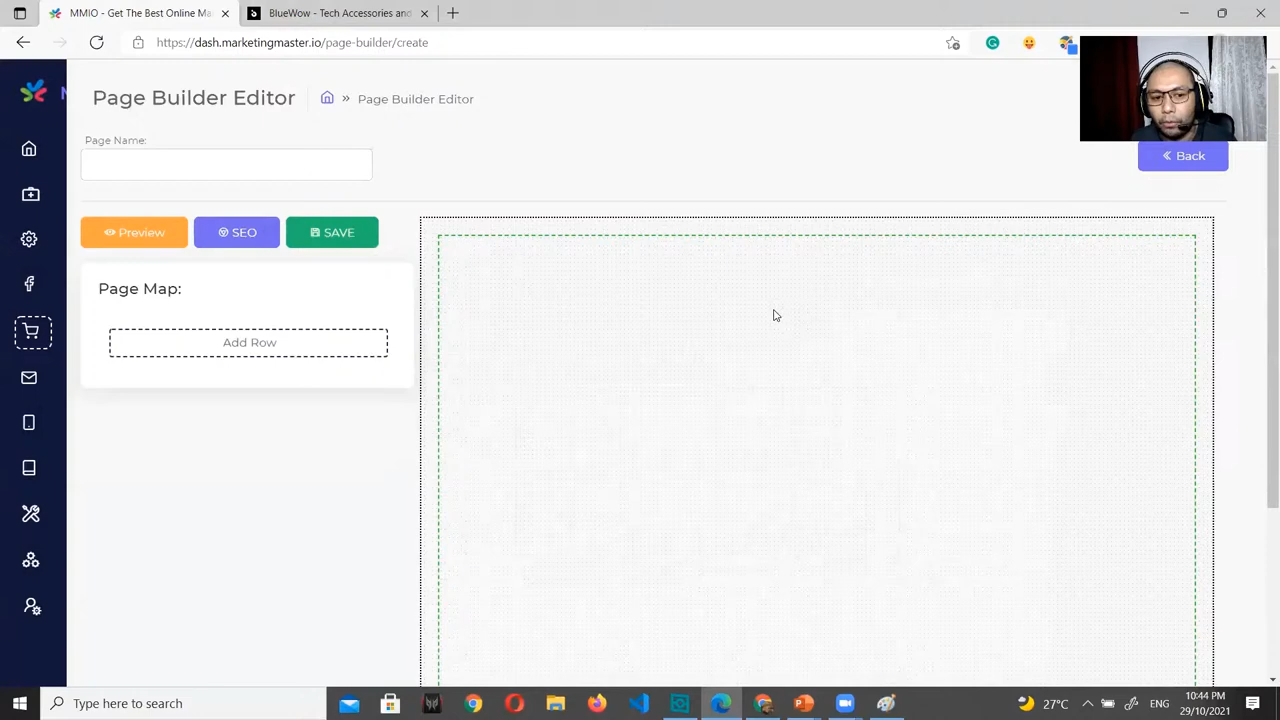 MMIO - Get The Best Online Ma
BlueWow - Tech Accessories and
https://dash.marketingmaster.io/page-builder/create
Page Builder Editor
» Page Builder Editor
Page Name:
« Back
Preview
SEO
SAVE
Page Map:
Add Row
Type here to search
27°C
ENG
10:44 PM
29/10/2021